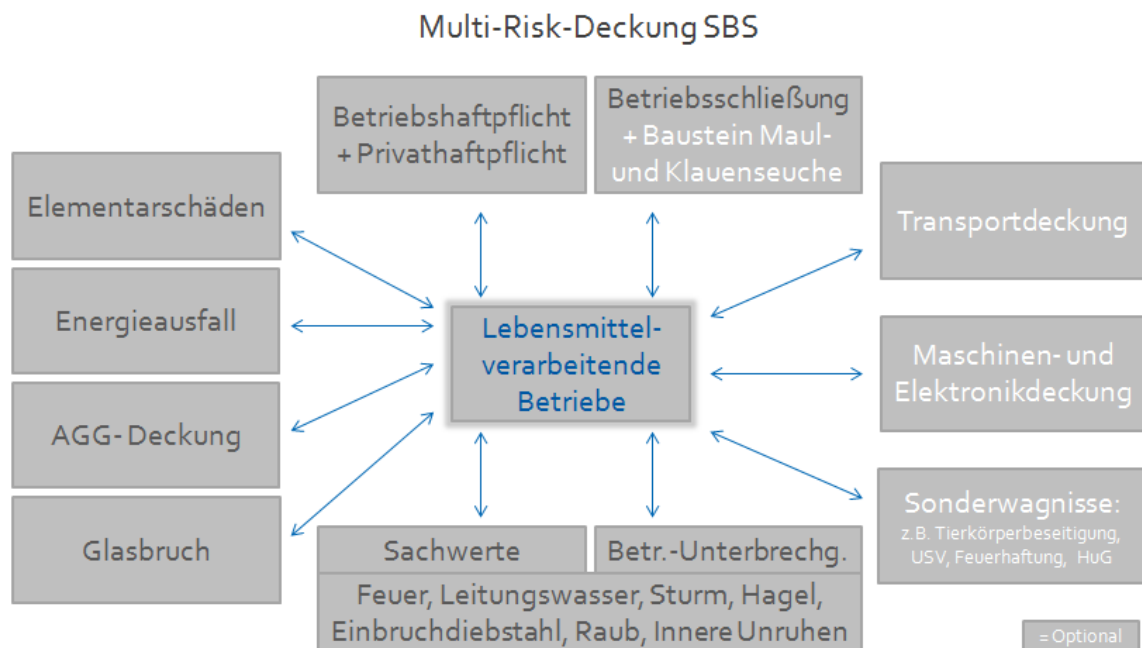 Multi-Risk-Deckung SBS
Betriebshaftpflicht
+ Privathaftpflicht
Betriebsschließung
+ Baustein Maul-
und Klauenseuche
Elementarschäden
Energieausfall
AGG- Deckung
Glasbruch
Lebensmittel-
verarbeitende
Betriebe
Transportdeckung
Maschinen- und
Elektronikdeckung
Sonderwagnisse:
z.B. Tierkörperbeseitigung,
USV, Feuerhaftung, HuG
Sachwerte
Betr.-Unterbrechg.
Feuer, Leitungswasser, Sturm, Hagel,
Einbruchdiebstahl, Raub, Innere Unruhen
= Optional